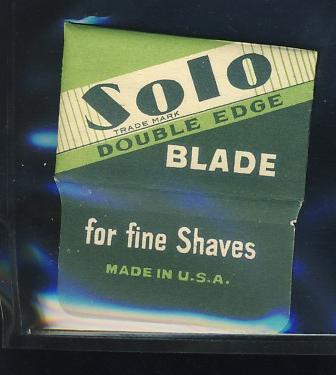 Solo
TRADE MARK
DOUBLE EDGE
BLADE
for fine Shaves
MADE IN U.S.A.